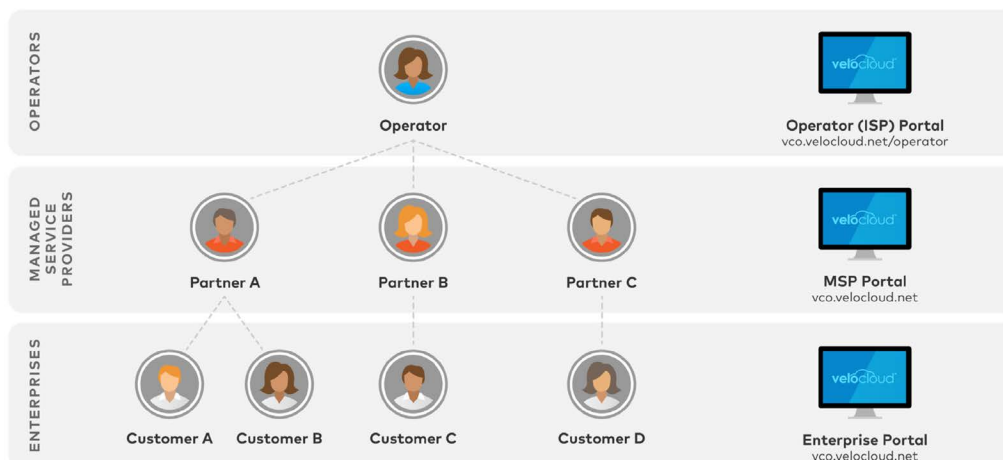 OPERATORS
Operator
velocloud
Operator (ISP) Portal
vco.velocloud.net/operator
MANAGED
SERVICE
PROVIDERS
Partner A
Partner B
Partner C
velocloud
MSP Portal
vco.velocloud.net
ENTERPRISES
Customer A
Customer B
Customer C
Customer D
velocloud
Enterprise Portal
vco.velocloud.net